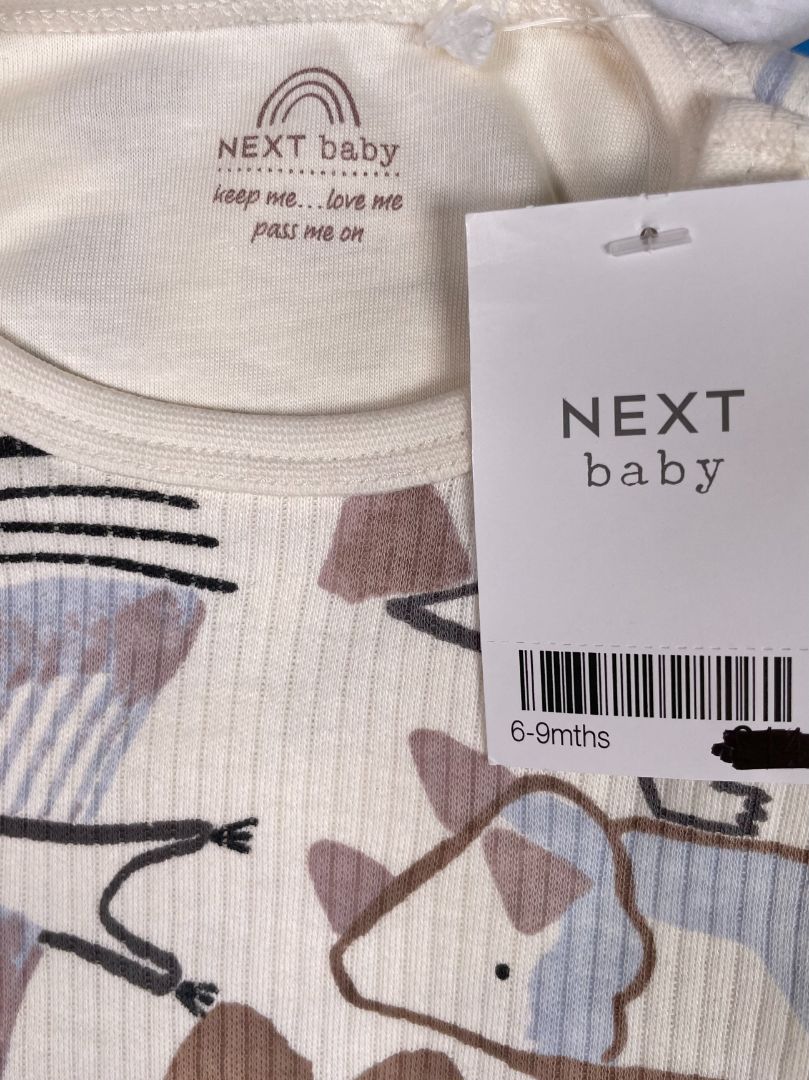 NEXT baby
keep me...love me
pass me on
NEXT
baby
6-9mths